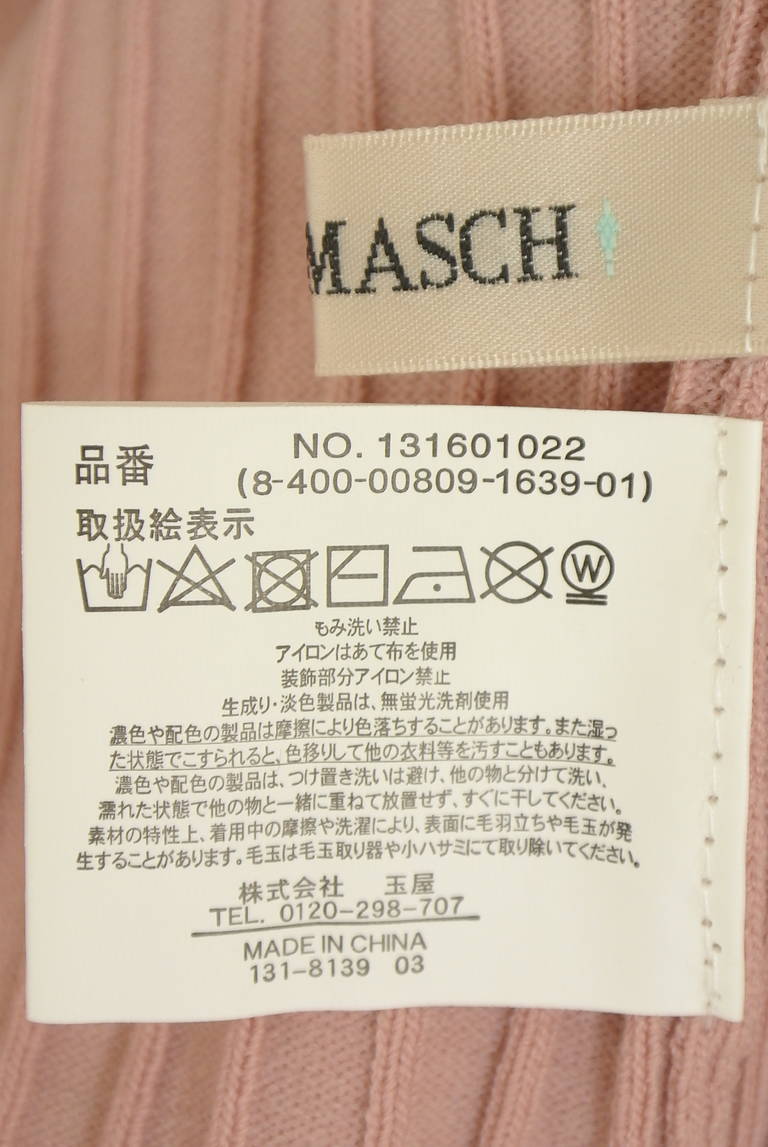 MASCH
品番
NO. 131601022
(8-400-00809-1639-01)
取扱絵表示
W
もみ洗い禁止
アイロンはあて布を使用
装飾部分アイロン禁止
生成り・淡色製品は、無蛍光洗剤使用
濃色や配色の製品は摩擦により色落ちすることがあります。また湿っ
た状態でこすられると、色移りして他の衣料等を汚すこともあります。
濃色や配色の製品は、つけ置き洗いは避け、他の物と分けて洗い、
濡れた状態で他の物と一緒に重ねて放置せず、すぐに干してください。
素材の特性上、着用中の摩擦や洗濯により、表面に毛羽立ちや毛玉が発
生することがあります。毛玉は毛玉取り器や小ハサミにて取り除いてください。
株式会社 玉屋
TEL. 0120-298-707
MADE IN CHINA
131-8139 03